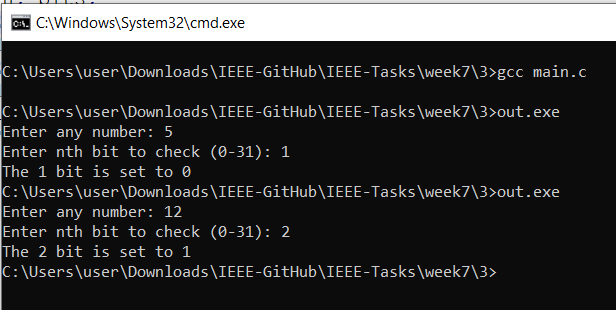 C:\Windows\System32\cmd.exe
C:\Users\user\Downloads\IEEE-GitHub\IEEE-Tasks\week7\3>gcc main.c
C:\Users\user\Downloads\IEEE-GitHub\IEEE-Tasks\week7\3>out.exe
Enter any number: 5
Enter nth bit to check (0-31): 1
The 1 bit is set to 0
C:\Users\user\Downloads\IEEE-GitHub\IEEE-Tasks\week7\3>out.exe
Enter any number: 12
Enter nth bit to check (0-31): 2
The 2 bit is set to 1
C:\Users\user\Downloads\IEEE-GitHub\IEEE-Tasks\week7\3>